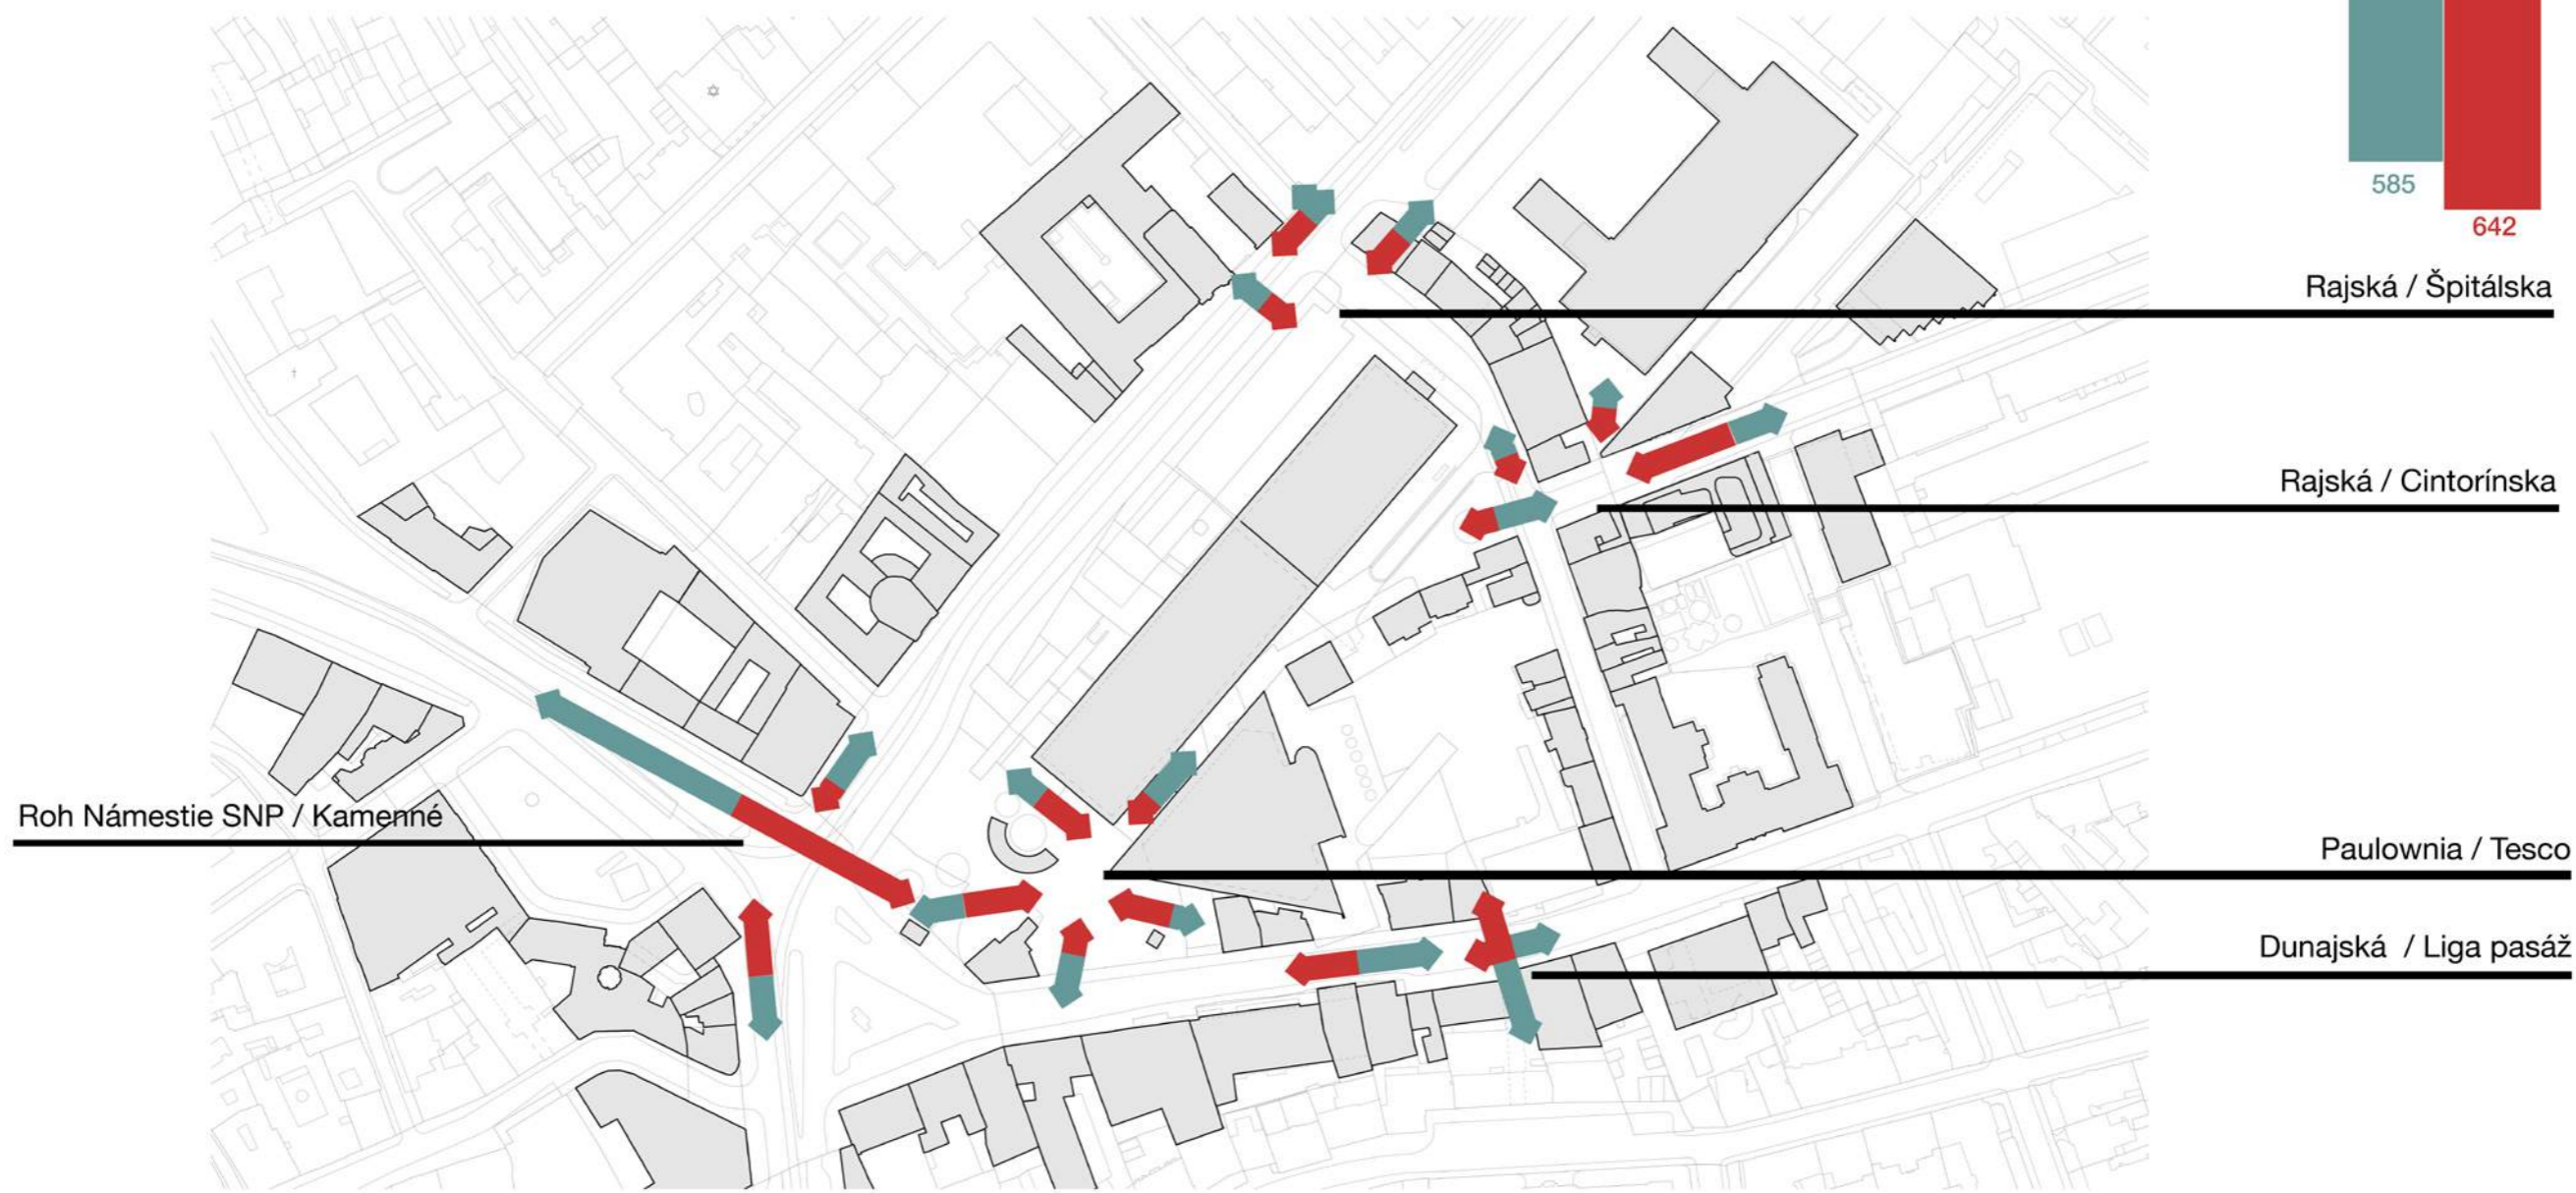 585
642
Rajská / Špitálska
Rajská / Cintorínska
Roh Námestie SNP / Kamenné
Paulownia / Tesco
Dunajská / Liga pasáž